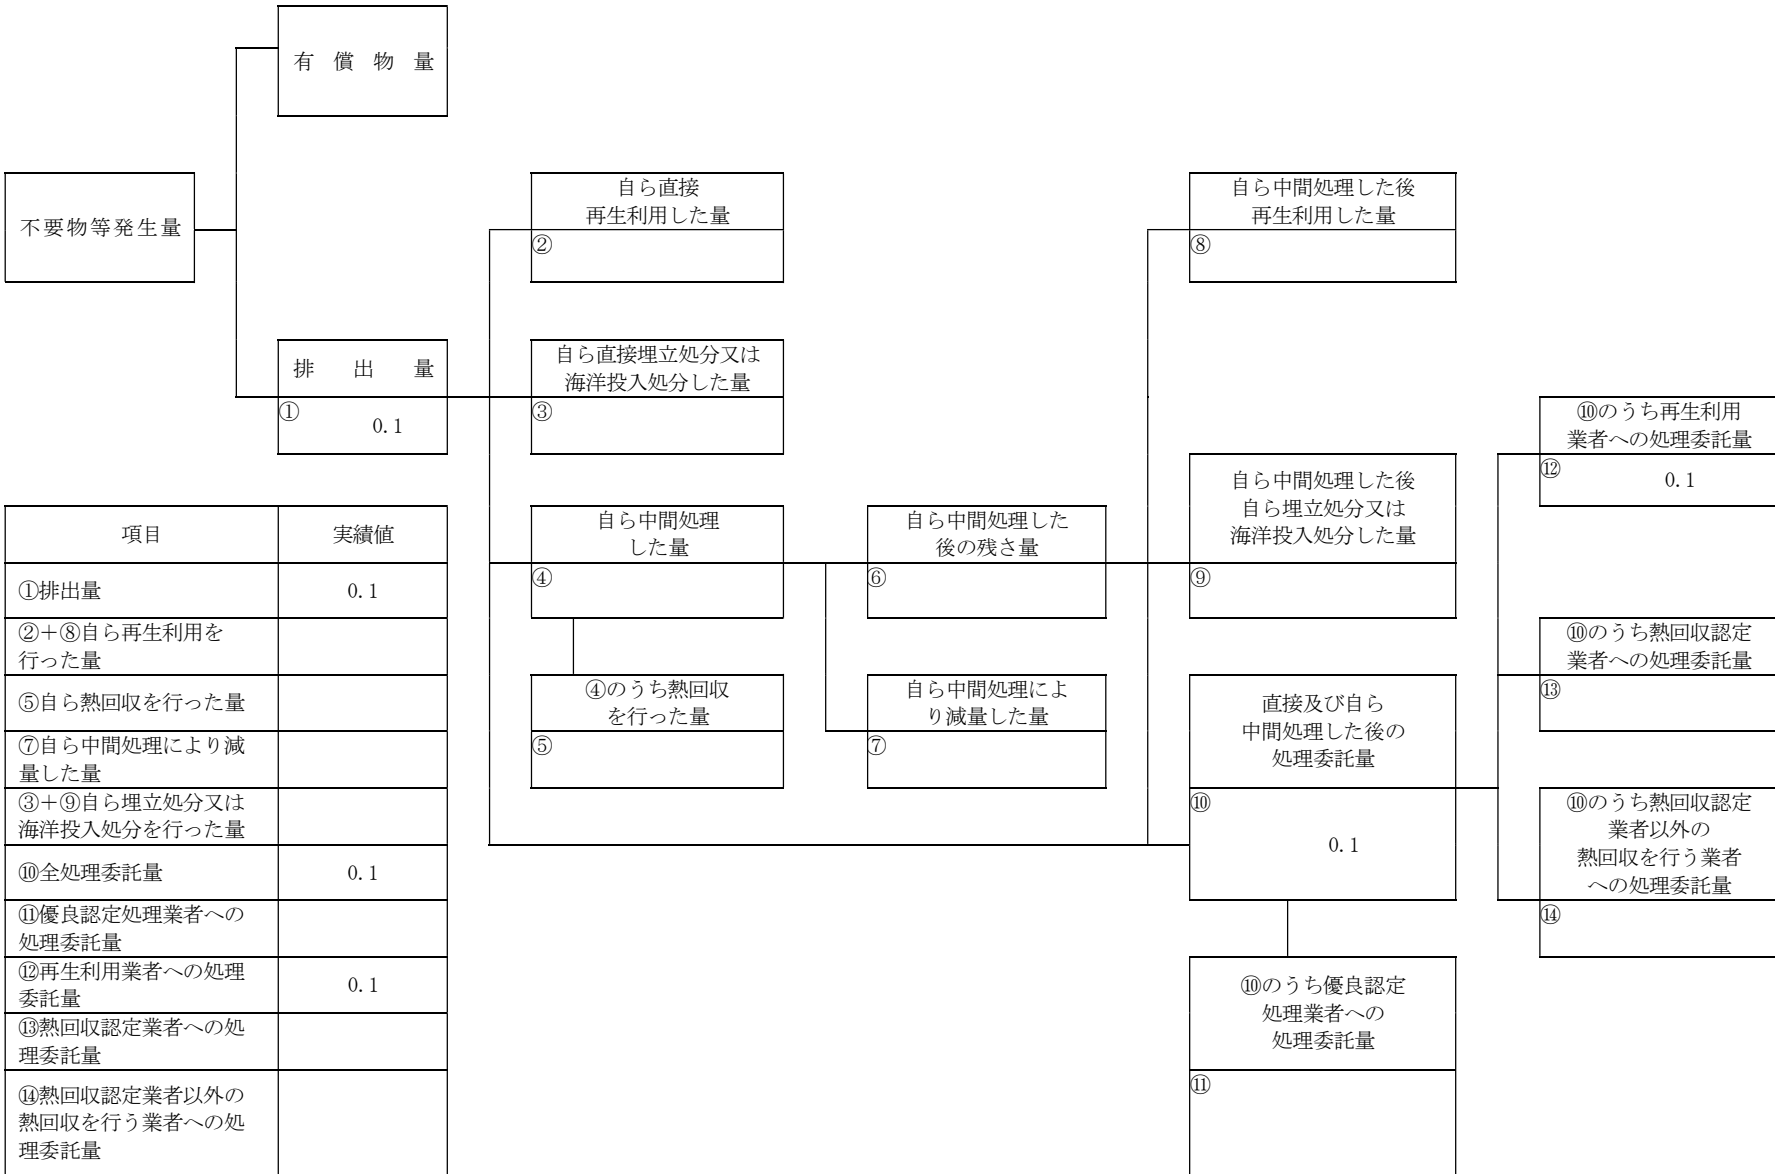 有償物量
不要物等発生量
自ら直接
再生利用した量
②
自ら中間処理した後
再生利用した量
⑧
排出量
①
0.1
自ら直接埋立処分又は
海洋投入処分した量
③
⑩のうち再生利用
業者への処理委託量
⑫
0.1
自ら中間処理した後
自ら埋立処分又は
海洋投入処分した量
⑨
自ら中間処理
した量
④
自ら中間処理した
後の残さ量
⑥
⑩のうち熱回収認定
業者への処理委託量
⑬
④のうち熱回収
を行った量
⑤
自ら中間処理によ
り減量した量
⑦
直接及び自ら
中間処理した後の
処理委託量
⑩
0.1
⑩のうち熱回収認定
業者以外の
熱回収を行う業者
への処理委託量
⑭
⑩のうち優良認定
処理業者への
処理委託量
⑪
項目 実績値
①排出量 0.1
②＋⑧自ら再生利用を
行った量
⑤自ら熱回収を行った量
⑦自ら中間処理により減
量した量
③＋⑨自ら埋立処分又は
海洋投入処分を行った量
⑩全処理委託量 0.1
⑪優良認定処理業者への
処理委託量
⑫再生利用業者への処理
委託量 0.1
⑬熱回収認定業者への処
理委託量
⑭熱回収認定業者以外の
熱回収を行う業者への処
理委託量